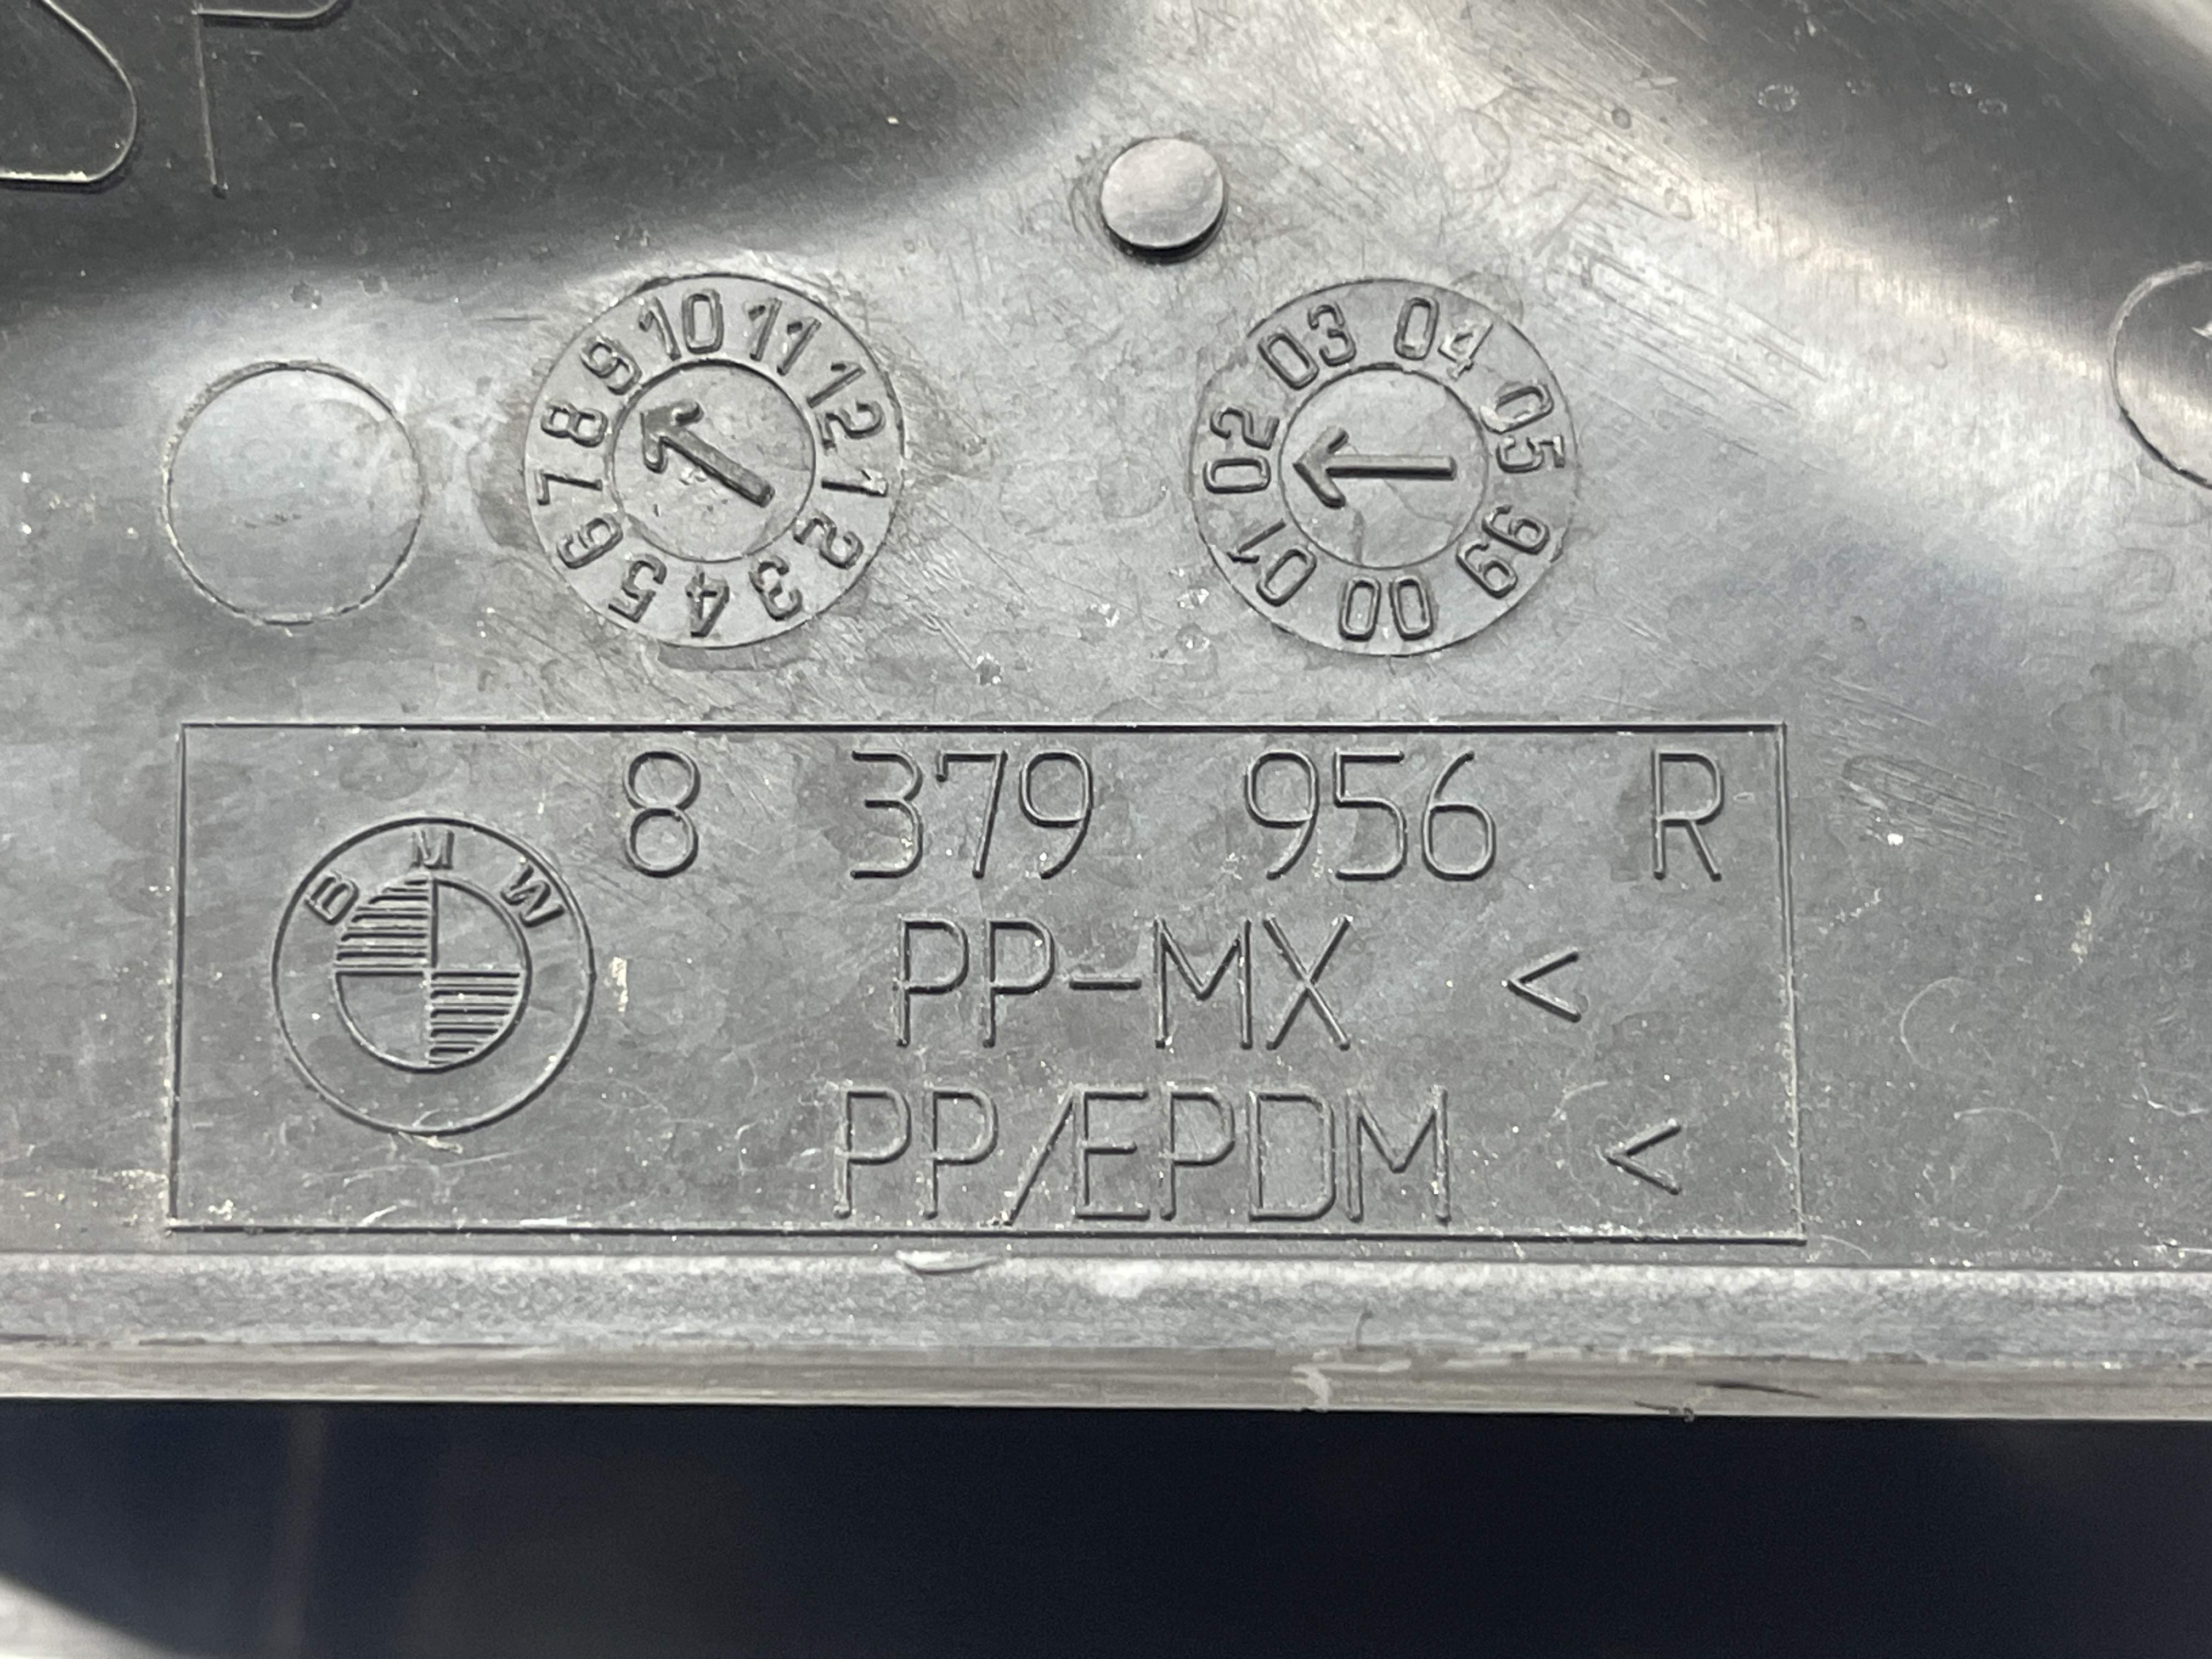 SP
10 11 12 1 2 3 4 5 6 7 8 9
03 04 05 99 00 01 02
BMW
8 379 956 R
PP-MX <
PP/EPDM <